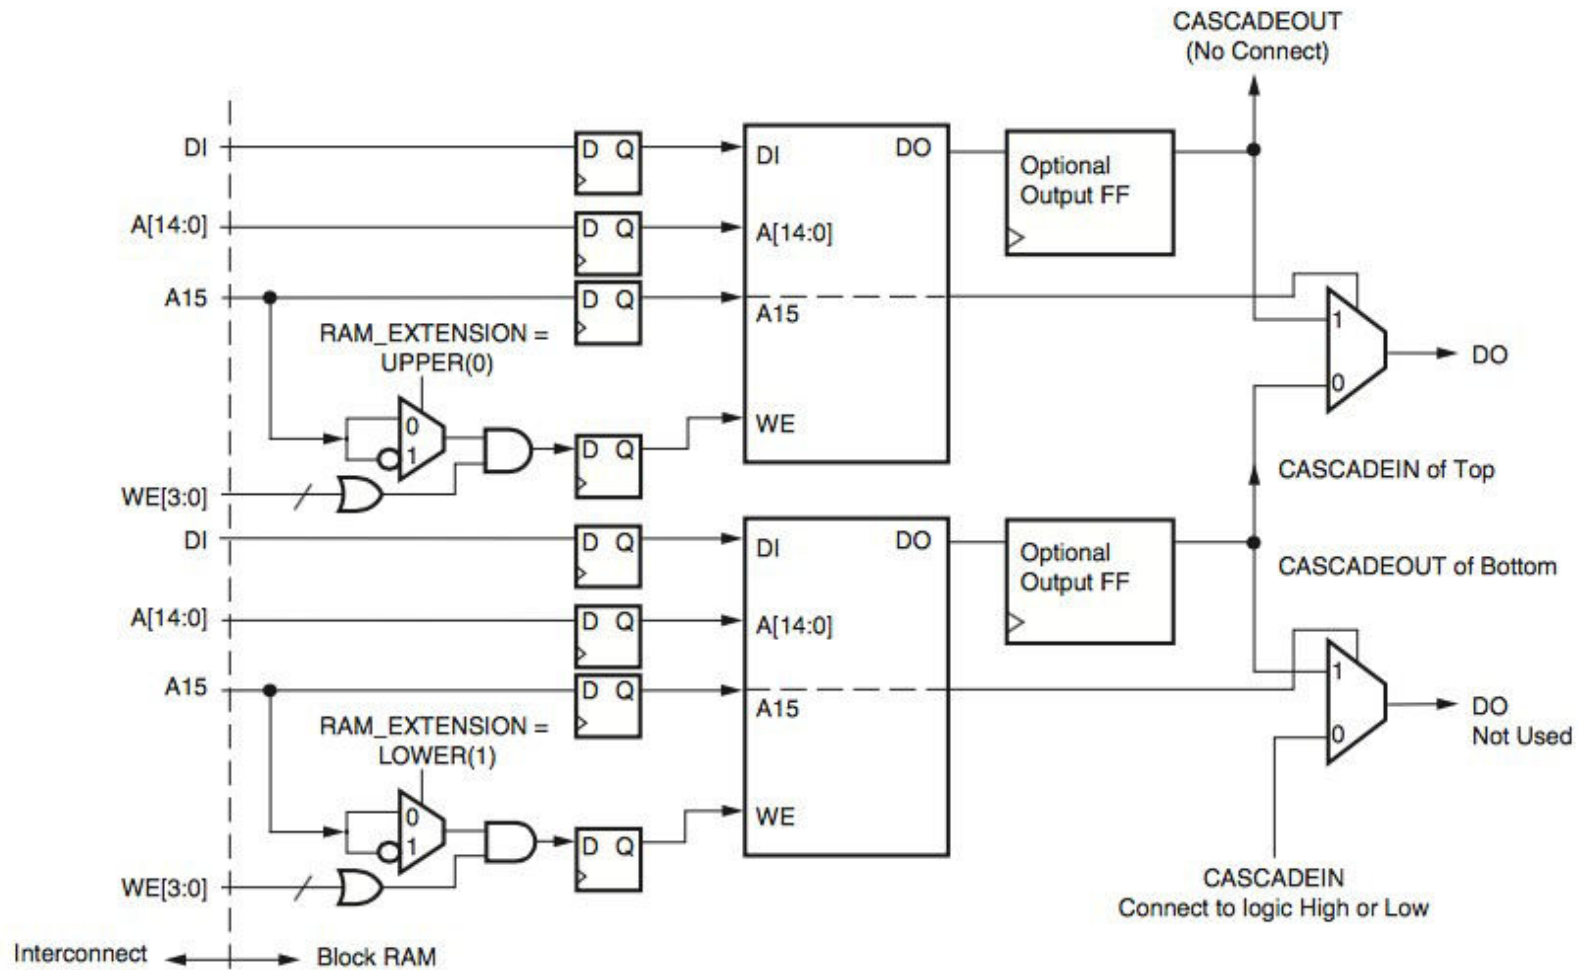 CASCADEOUT
(No Connect)
DI
D Q
DI
DO
Optional
Output FF
A[14:0]
D Q
A[14:0]
A15
D Q
A15
1
0
DO
RAM_EXTENSION =
UPPER(0)
0
1
D Q
WE
WE[3:0]
CASCADEIN of Top
DI
D Q
DI
DO
Optional
Output FF
CASCADEOUT of Bottom
A[14:0]
D Q
A[14:0]
A15
D Q
A15
1
0
DO
Not Used
RAM_EXTENSION =
LOWER(1)
0
1
D Q
WE
WE[3:0]
CASCADEIN
Connect to logic High or Low
Interconnect
Block RAM